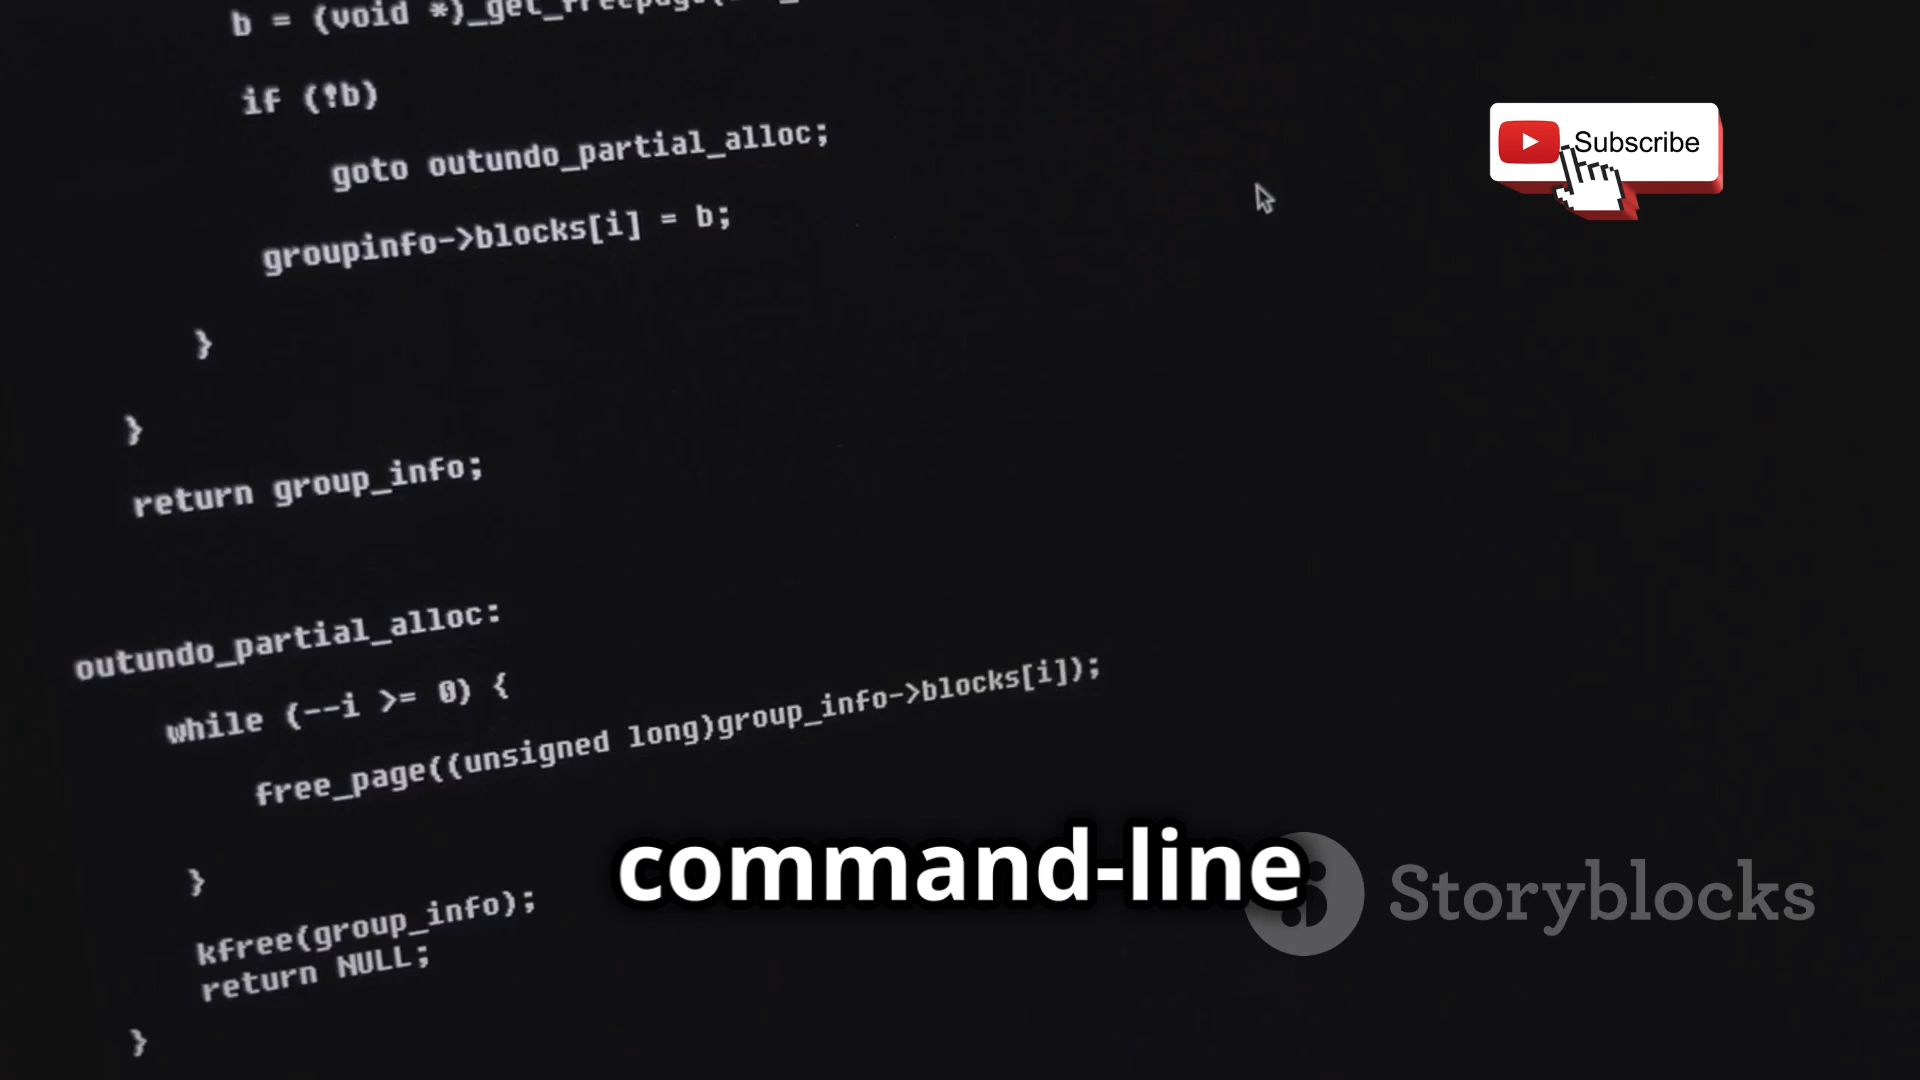 b = (void *)_get_freepage(
if (!b)
goto outundo_partial_alloc;
groupinfo->blocks[i] = b;
}
}
return group_info;
outundo_partial_alloc:
while (--i >= 0) {
free_page((unsigned long)group_info->blocks[i]);
}
kfree(group_info);
return NULL;
}
Subscribe
command-line
Storyblocks